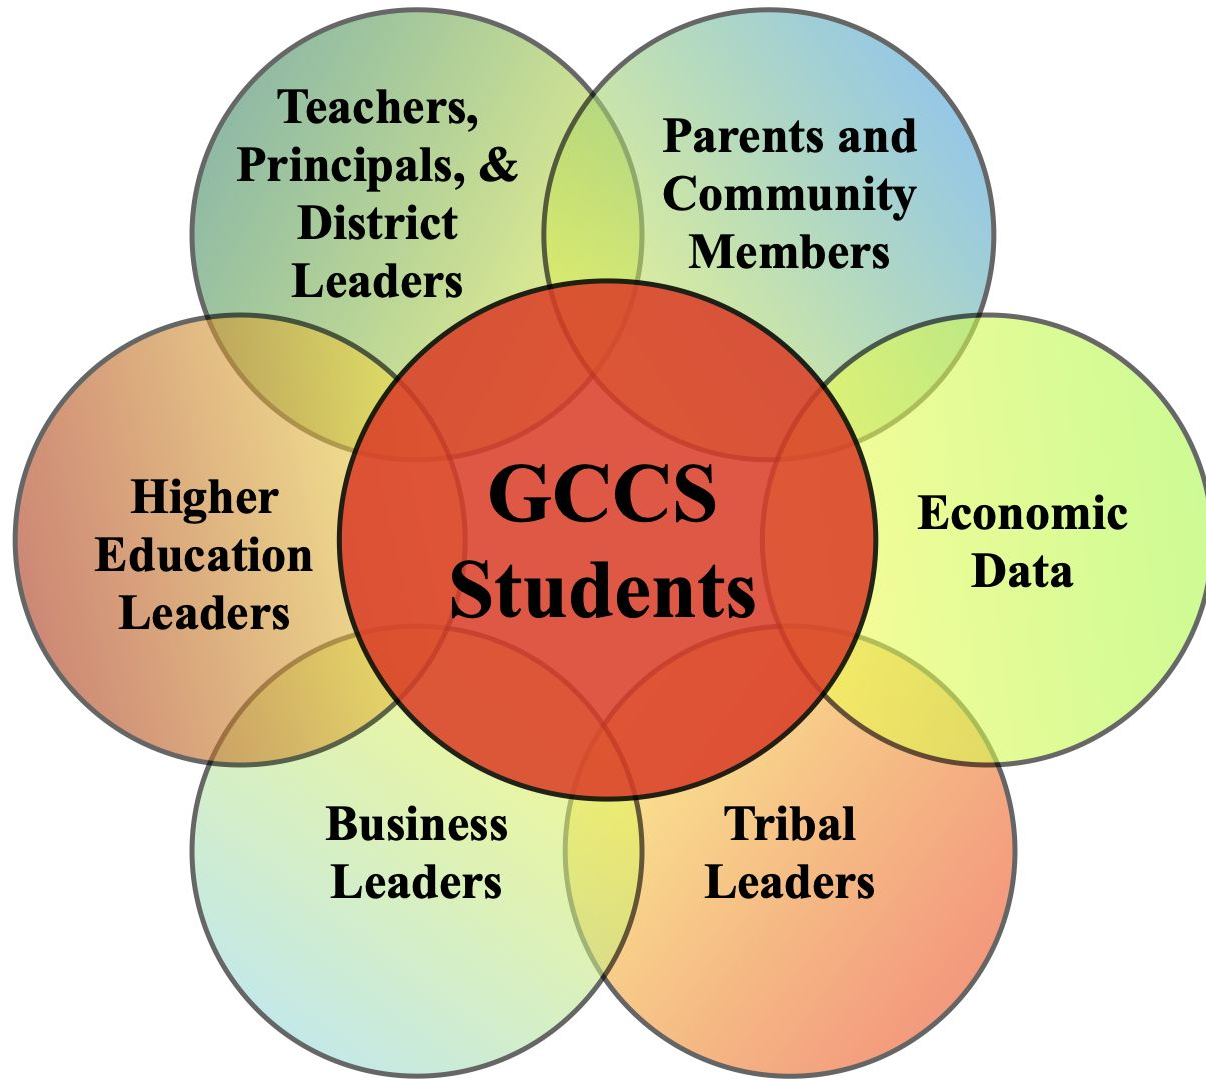 Teachers,
Principals, &
District
Leaders
Parents and
Community
Members
Higher
Education
Leaders
GCCS
Students
Economic
Data
Business
Leaders
Tribal
Leaders